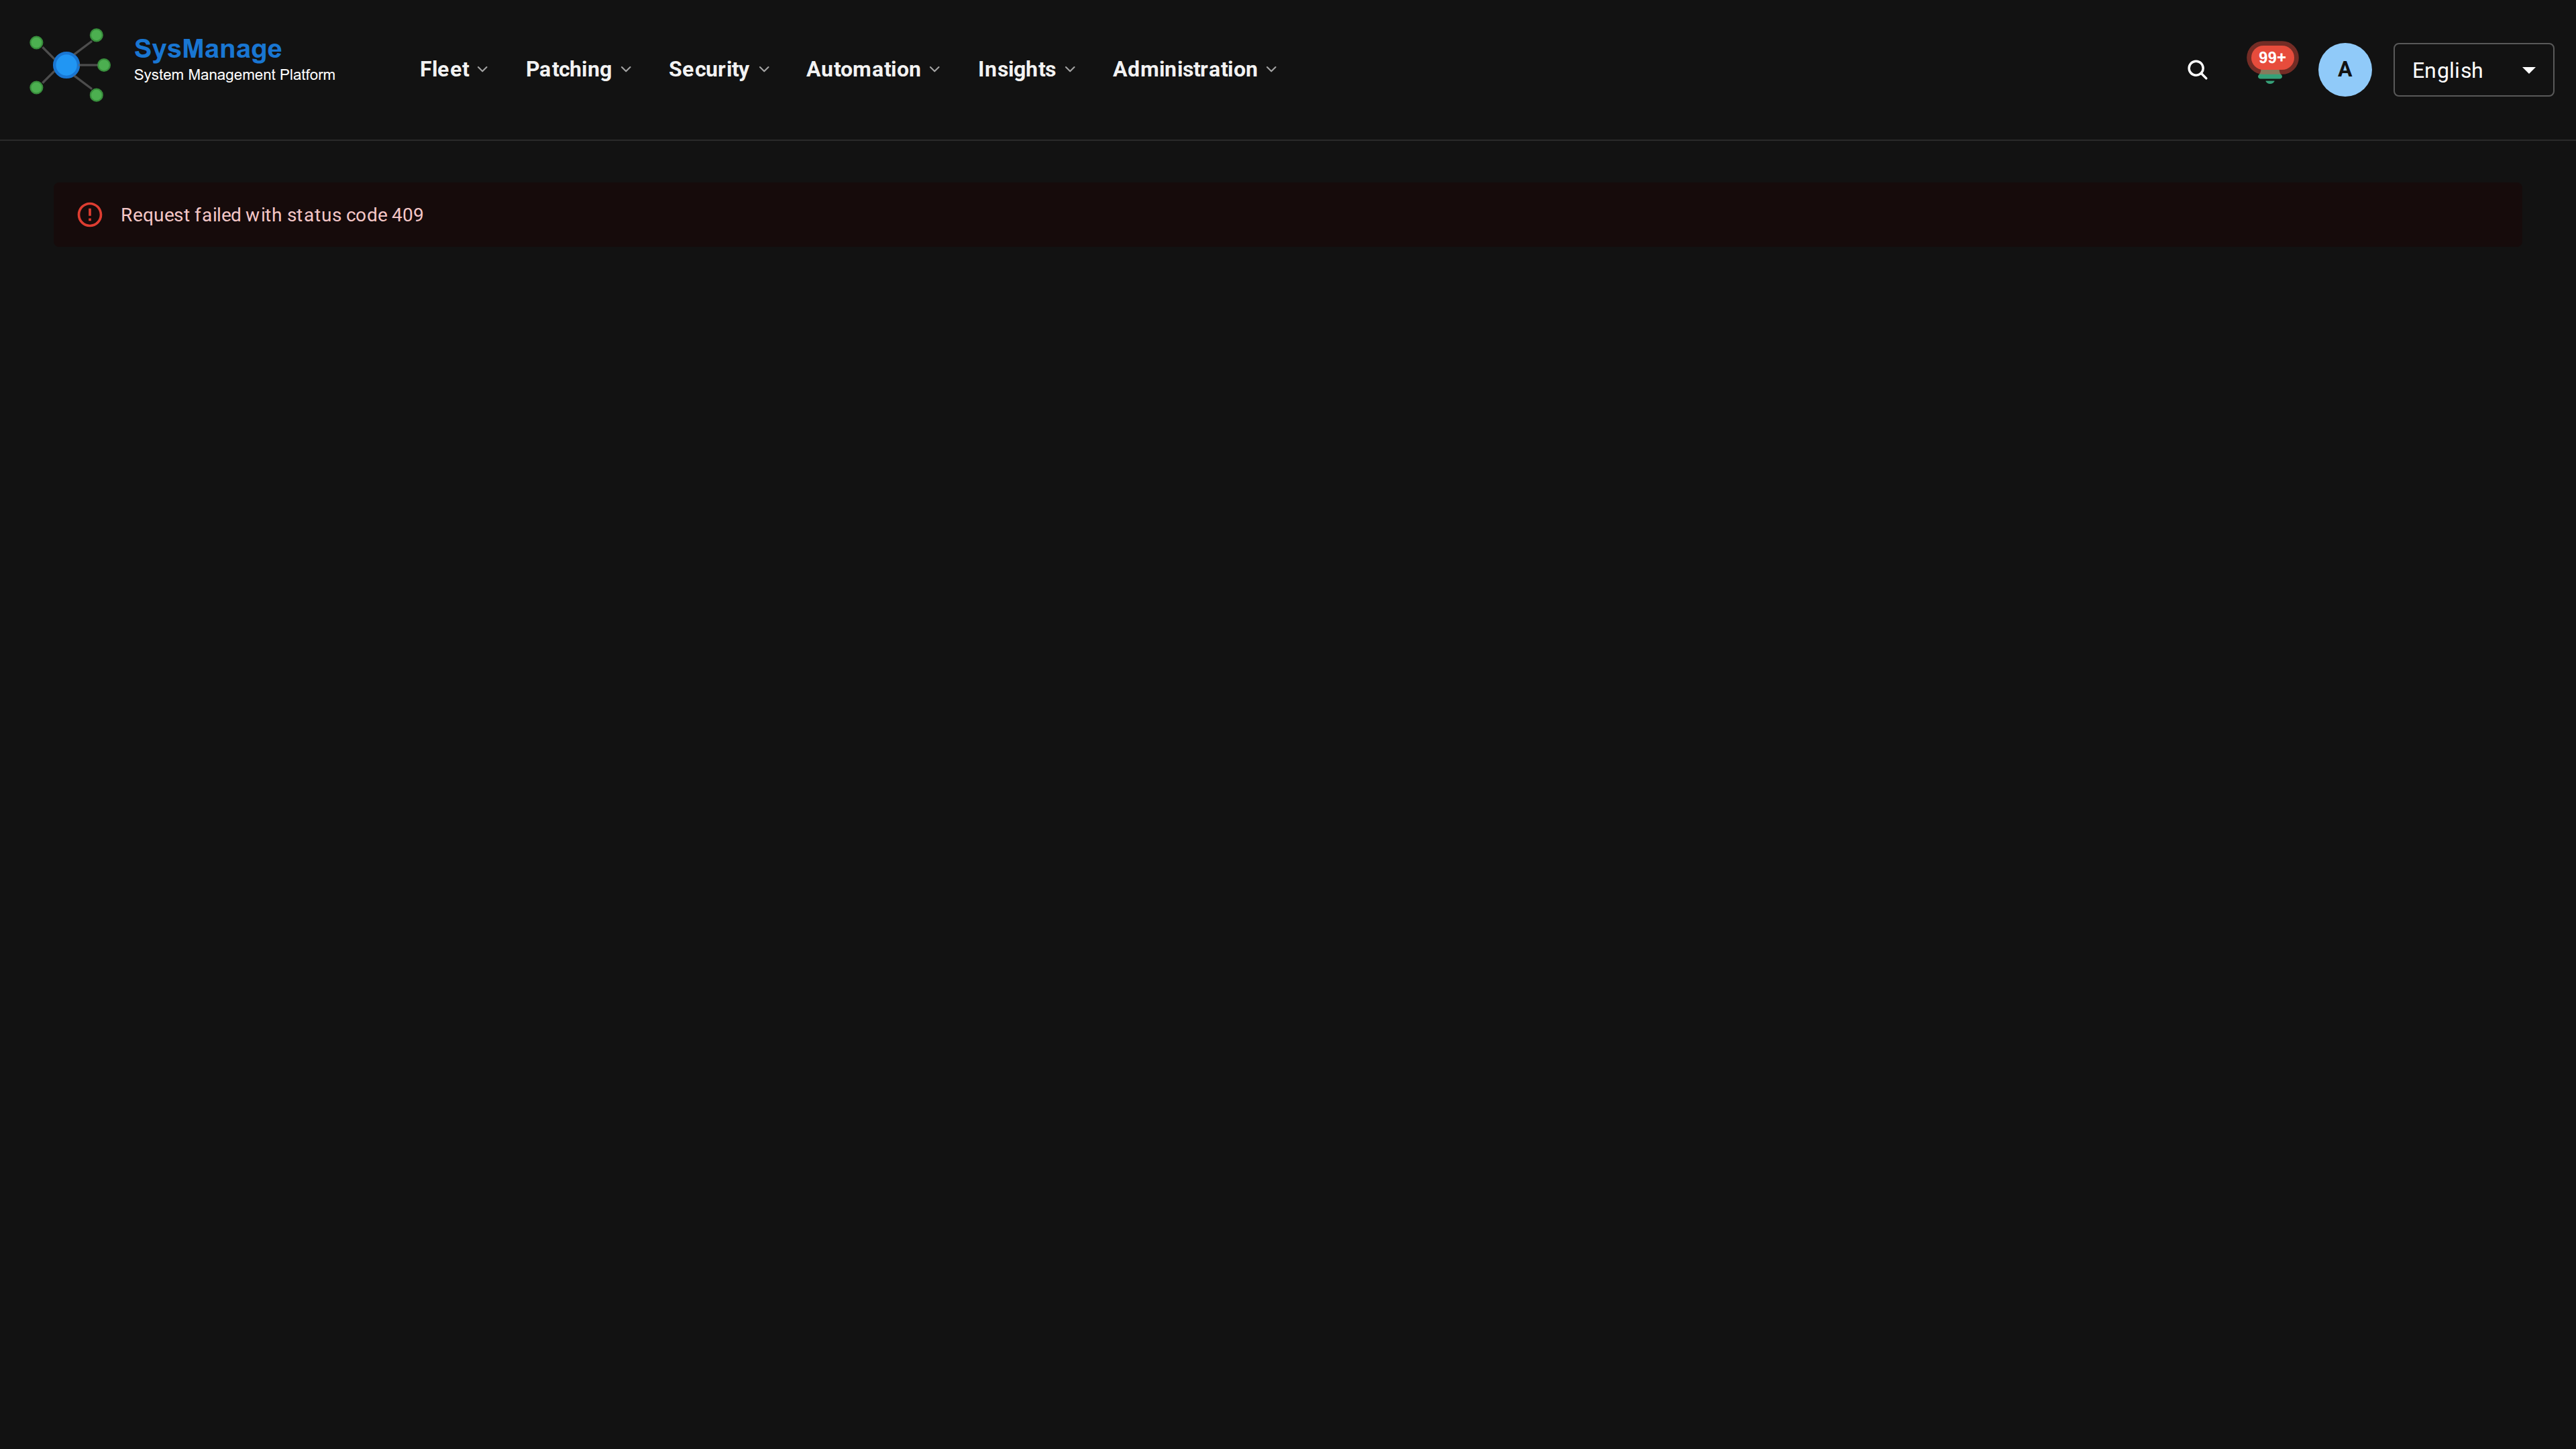 SysManage
System Management Platform
Fleet
Patching
Security
Automation
Insights
Administration
99+
A
English
Request failed with status code 409